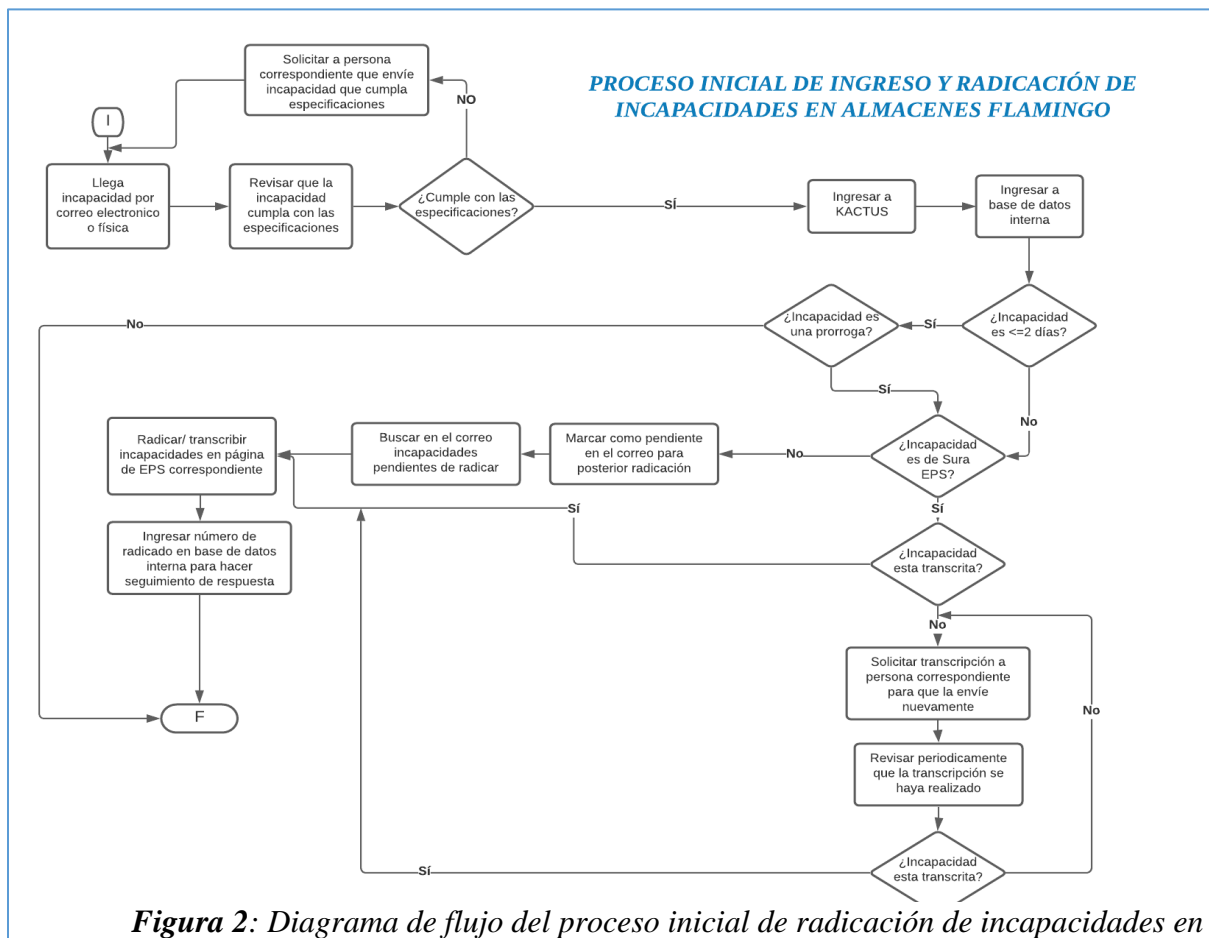 Solicitar a persona
correspondiente que envíe
incapacidad que cumpla
especificaciones
NO
PROCESO INICIAL DE INGRESO Y RADICACIÓN DE
INCAPACIDADES EN ALMACENES FLAMINGO
I
Llega
incapacidad por
correo electronico
o física
Revisar que la
incapacidad
cumpla con las
especificaciones
¿Cumple con las
especificaciones?
SÍ
Ingresar a
KACTUS
Ingresar a
base de datos
interna
¿Incapacidad
es <=2 días?
Sí
¿Incapacidad es
una prorroga?
No
Sí
No
¿Incapacidad
es de Sura
EPS?
No
Marcar como pendiente
en el correo para
posterior radicación
Buscar en el correo
incapacidades
pendientes de radicar
Radicar/ transcribir
incapacidades en página
de EPS correspondiente
Sí
Sí
Ingresar número de
radicado en base de datos
interna para hacer
seguimiento de respuesta
¿Incapacidad
esta transcrita?
No
Solicitar transcripción a
persona correspondiente
para que la envíe
nuevamente
No
F
Revisar periodicamente
que la transcripción se
haya realizado
¿Incapacidad
esta transcrita?
Sí
Figura 2: Diagrama de flujo del proceso inicial de radicación de incapacidades en